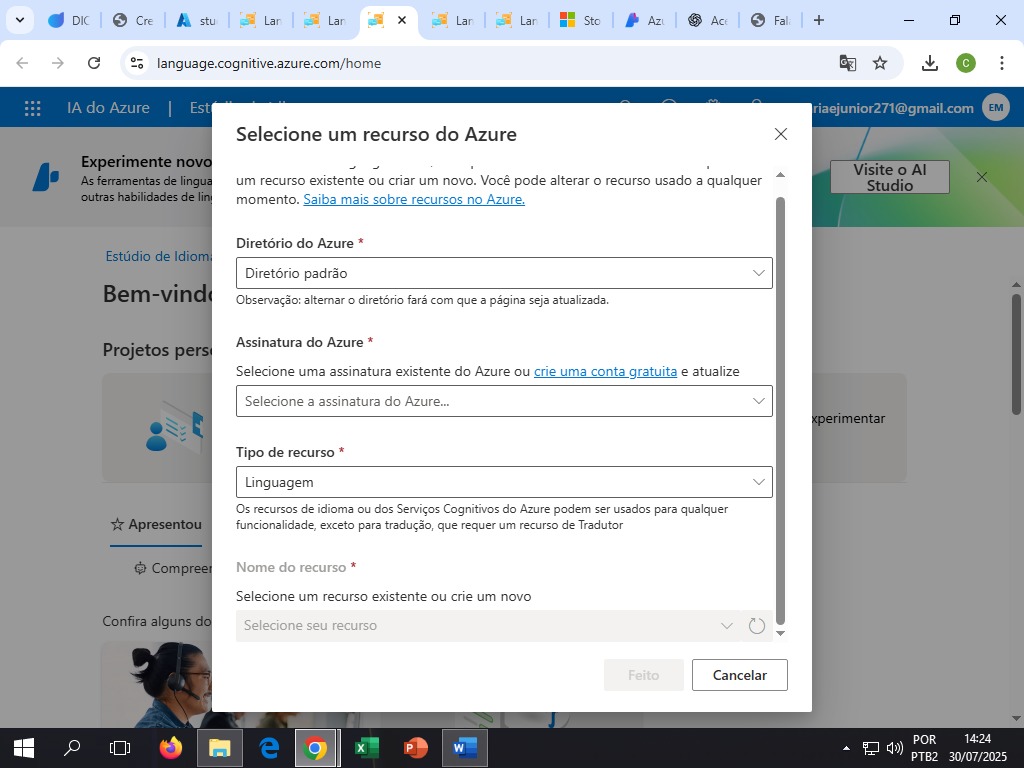 DIC
Cre
stu
Lan
Lan
Lan
Lan
Sto
Azu
Ace
Fala
language.cognitive.azure.com/home
C
IA do Azure | 
riaejunior271@gmail.com
EM
Experimente novo
As ferramentas de lingua
outras habilidades de lin
Visite o AI
Studio
Estúdio de Idioma
Bem-vindo
Projetos pers
xperimentar
Apresentou
Compreen
Confira alguns do
Selecione um recurso do Azure
um recurso existente ou criar um novo. Você pode alterar o recurso usado a qualquer
momento. Saiba mais sobre recursos no Azure.
Diretório do Azure *
Diretório padrão
Observação: alternar o diretório fará com que a página seja atualizada.
Assinatura do Azure *
Selecione uma assinatura existente do Azure ou crie uma conta gratuita e atualize
Selecione a assinatura do Azure...
Tipo de recurso *
Linguagem
Os recursos de idioma ou dos Serviços Cognitivos do Azure podem ser usados para qualquer
funcionalidade, exceto para tradução, que requer um recurso de Tradutor
Nome do recurso *
Selecione um recurso existente ou crie um novo
Selecione seu recurso
Feito
Cancelar
POR
PTB2
14:24
30/07/2025